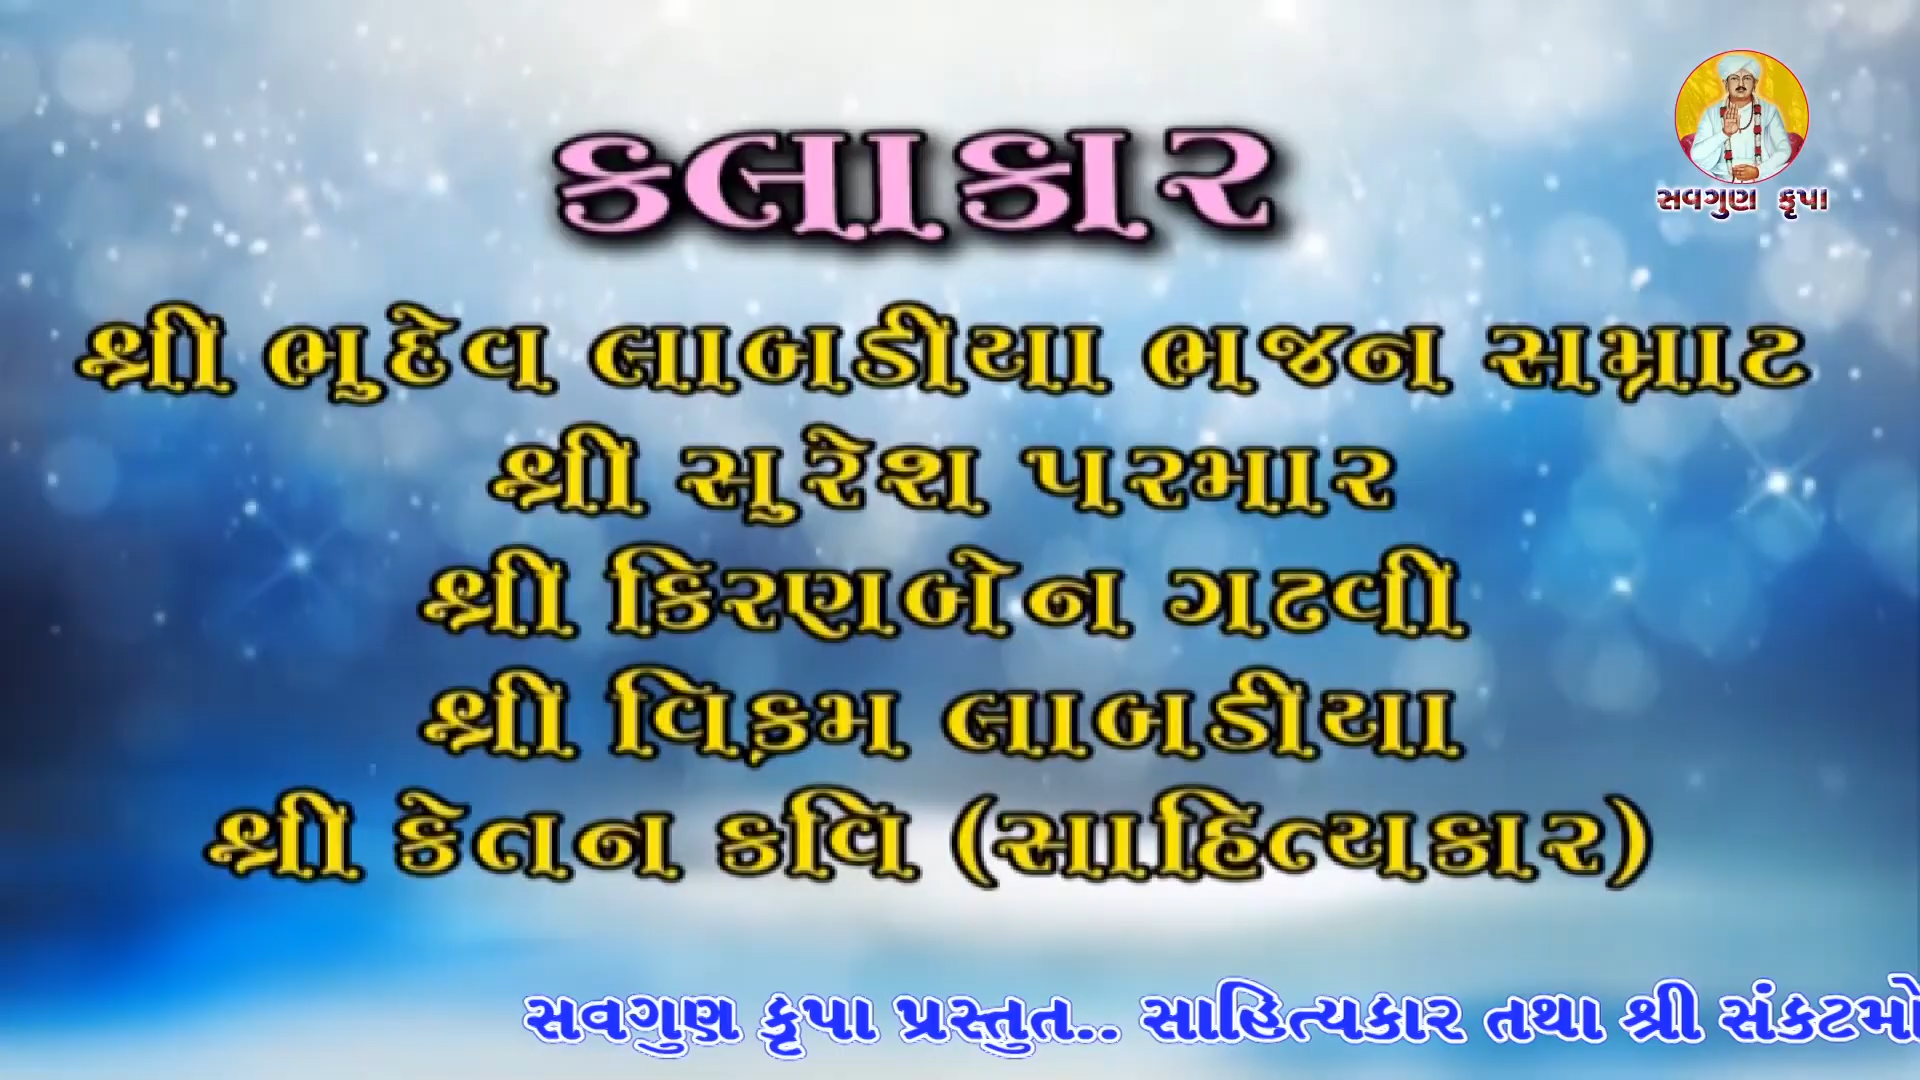 કલાકાર
સવગુણ કૃપા
શ્રી ભુદેવ લાબડીયા ભજન સમ્રાટ
શ્રી સુરેશ પરમાર
શ્રી કિરણબેન ગઢવી
શ્રી વિક્રમ લાબડીયા
શ્રી કેતન કવિ (સાહિત્યકાર)
સવગુણ કૃપા પ્રસ્તુત.. સાહિત્યકાર તથા શ્રી સંકટમો